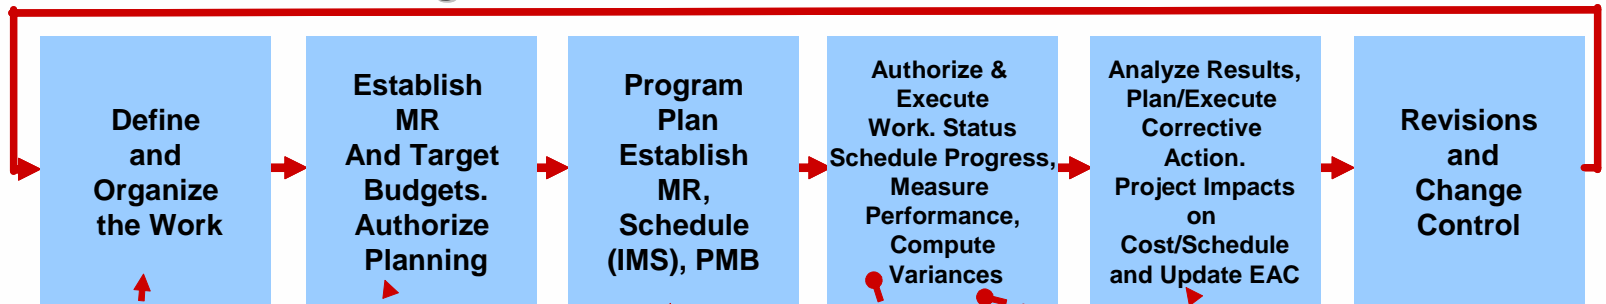 Define
and
Organize
the Work
Establish
MR
And Target
Budgets.
Authorize
Planning
Program
Plan
Establish
MR,
Schedule
(IMS), PMB
Authorize &
Execute
Work. Status
Schedule Progress,
Measure
Performance,
Compute
Variances
Analyze Results,
Plan/Execute
Corrective
Action.
Project Impacts
on
Cost/Schedule
and Update EAC
Revisions
and
Change
Control